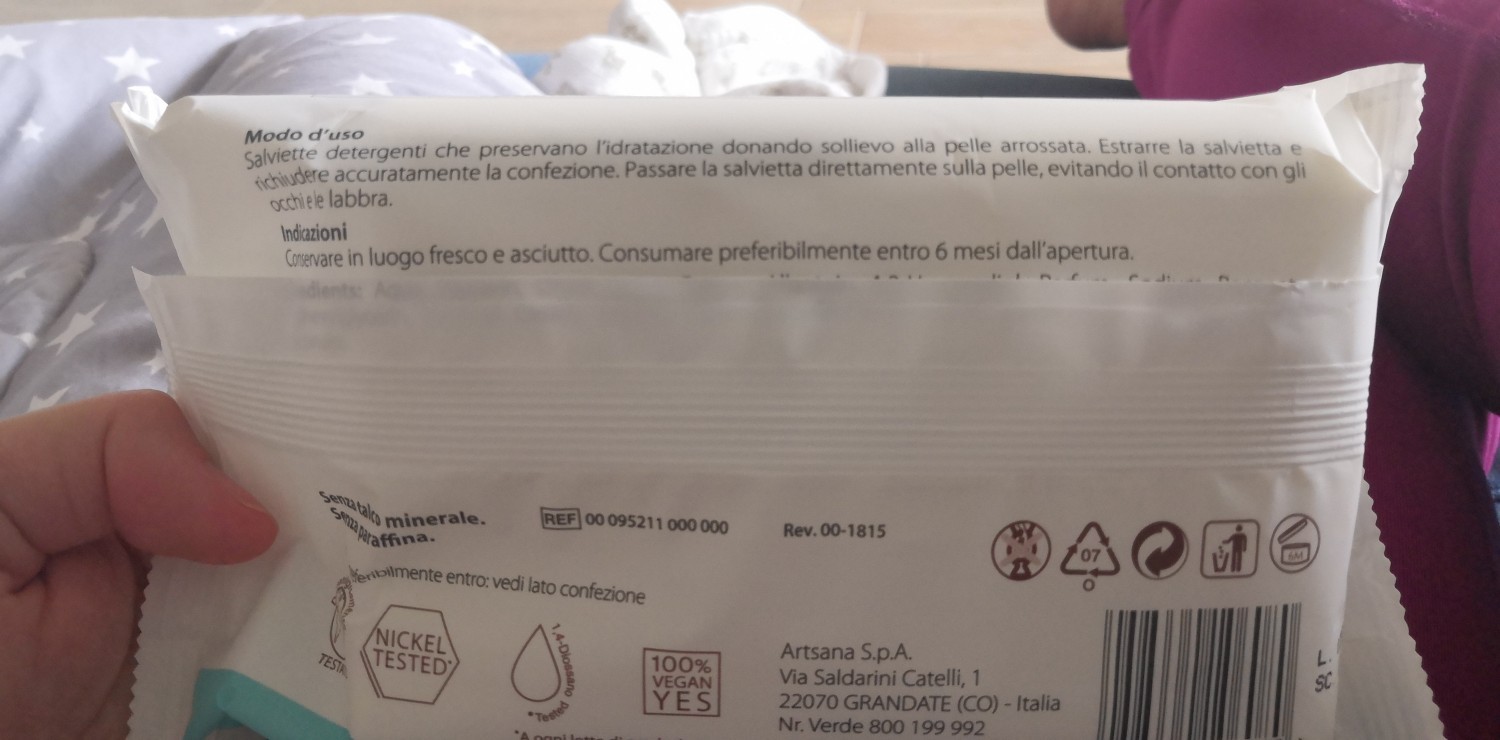 Modo d'uso
Salviette detergenti che preservano l'idratazione donando sollievo alla pelle arrossata. Estrarre la salvietta e
richiudere accuratamente la confezione. Passare la salvietta direttamente sulla pelle, evitando il contatto con gli
occhi e le labbra.
Indicazioni
Conservare in luogo fresco e asciutto. Consumare preferibilmente entro 6 mesi dall'apertura.
Senza talco minerale.
Senza paraffina.
REF 00 095211 000 000
Rev. 00-1815
07
O
6M
entro: vedi lato confezione
NICKEL
TESTED*
1,4-Diossano
*Tested
100%
VEGAN
YES
Artsana S.p.A.
Via Saldarini Catelli, 1
22070 GRANDATE (CO) - Italia
Nr. Verde 800 199 992
L.
SC